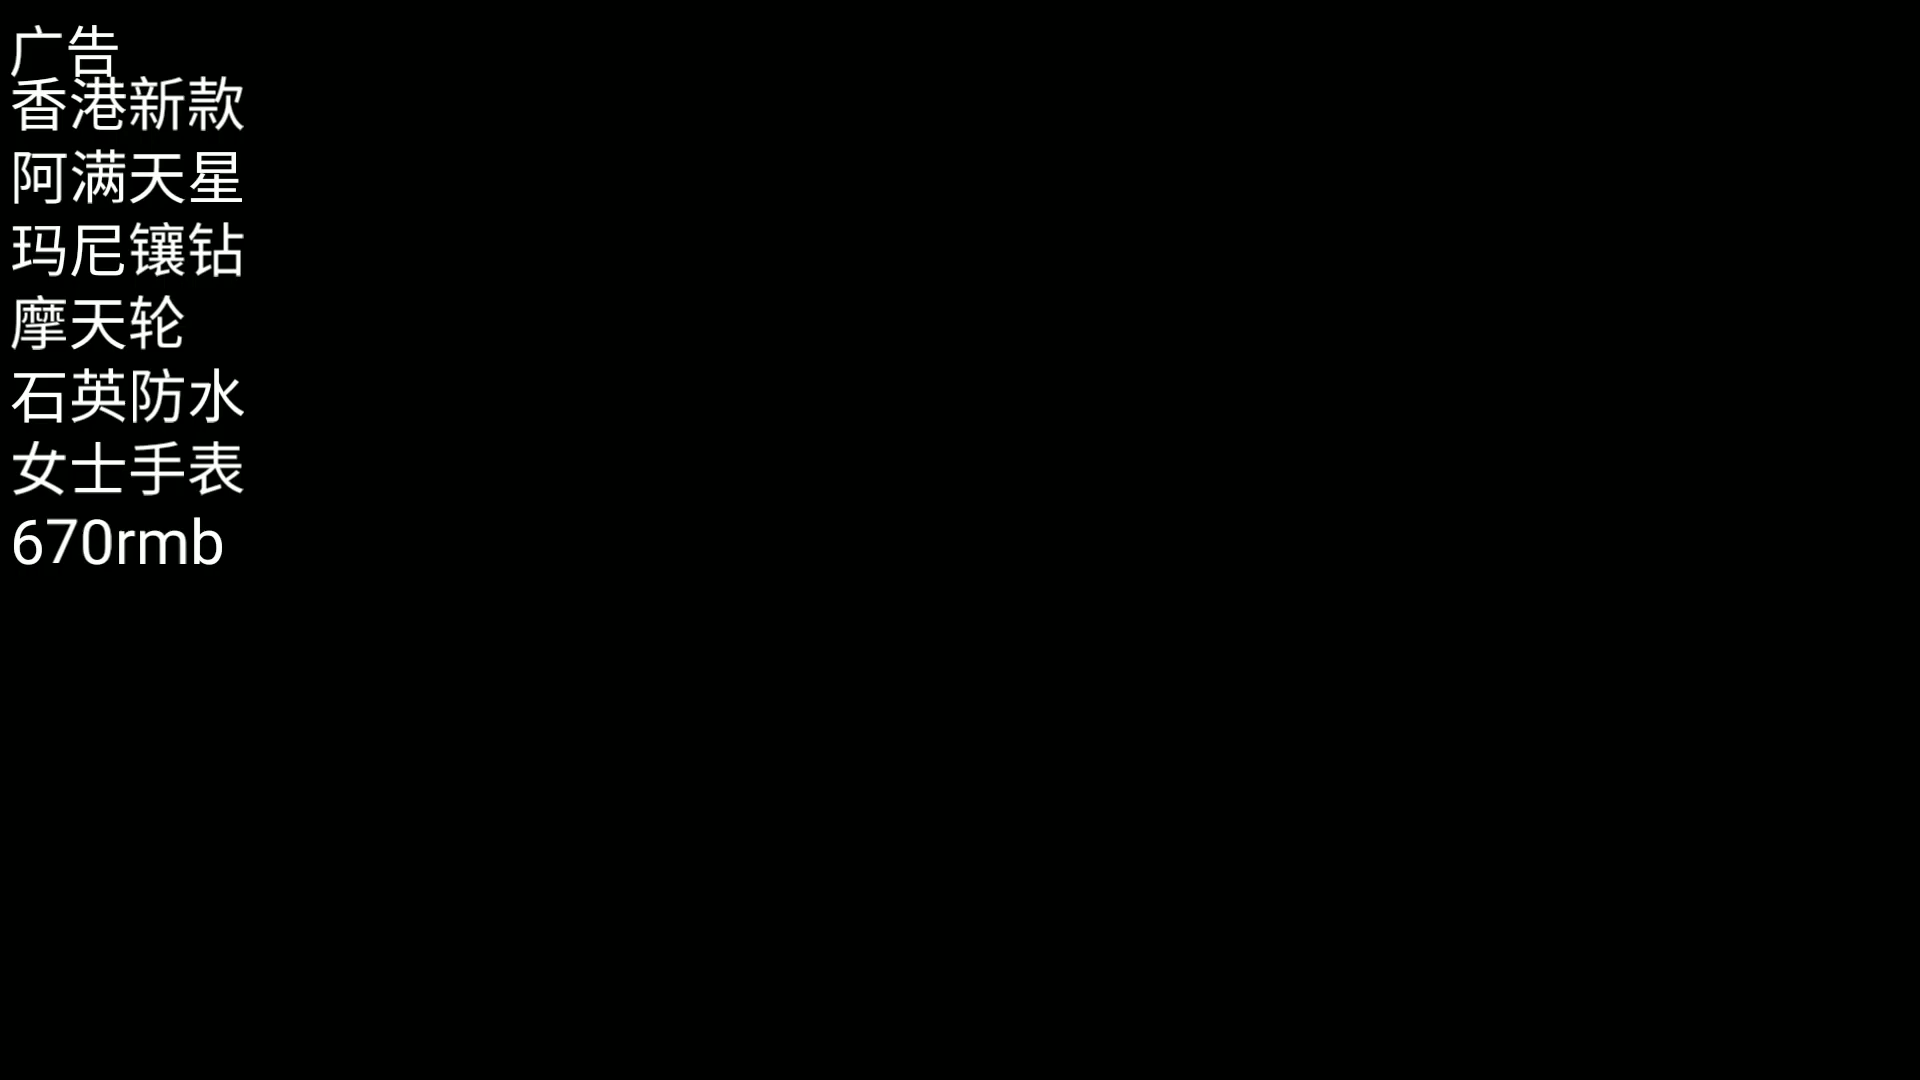 广告
香港新款
阿满天星
玛尼镶钻
摩天轮
石英防水
女士手表
670rmb